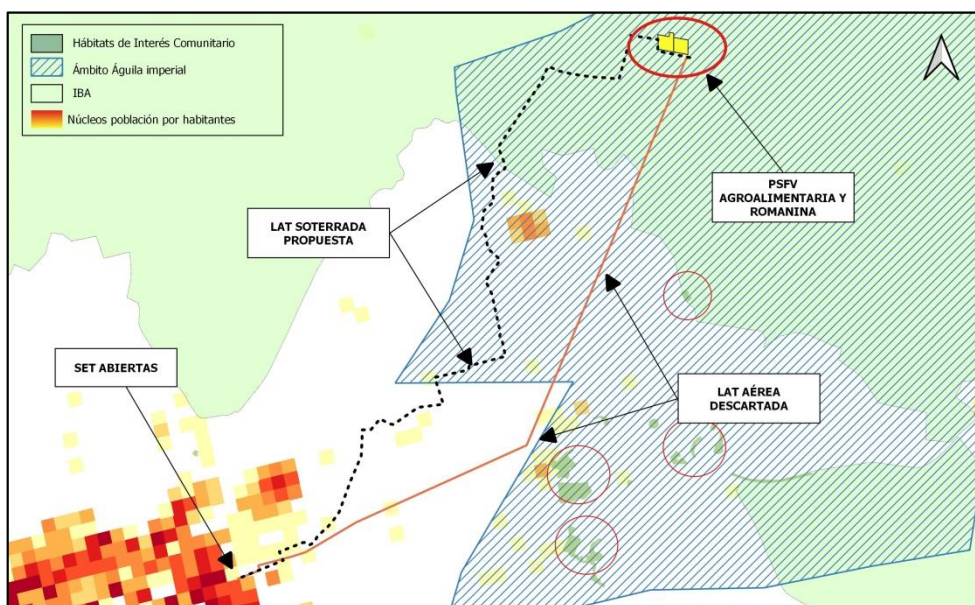 Hábitats de Interés Comunitario
Ámbito Águila imperial
IBA
Núcleos población por habitantes
PSFV
AGROALIMENTARIA Y
ROMANINA
LAT SOTERRADA
PROPUESTA
SET ABIERTAS
LAT AÉREA
DESCARTADA